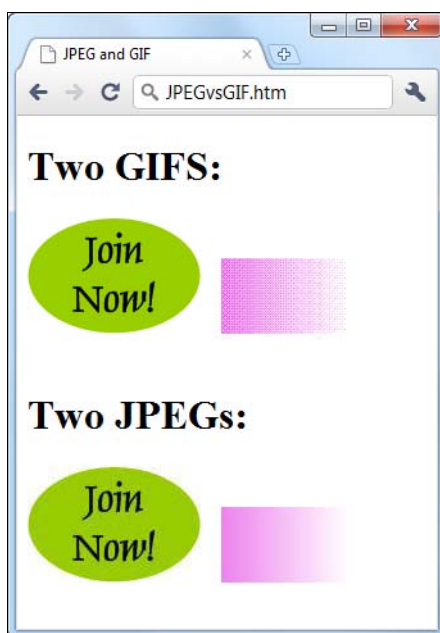 JPEG and GIF
JPEGvsGIF.htm
Two GIFS:
Join
Now!
Two JPEGs:
Join
Now!